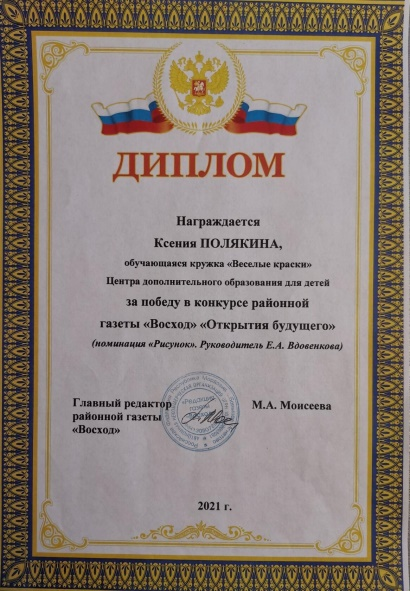 ДИПЛОМ
Награждается
Ксения ПОЛЯКИНА,
обучающаяся кружка «Веселые краски»
Центра дополнительного образования для детей
за победу в конкурсе районной
газеты «Восход» «Открытия будущего»
(номинация «Рисунок». Руководитель Е.А. Вдовенкова)
Главный редактор
районной газеты
«Восход»
М.А. Моисеева
2021 г.